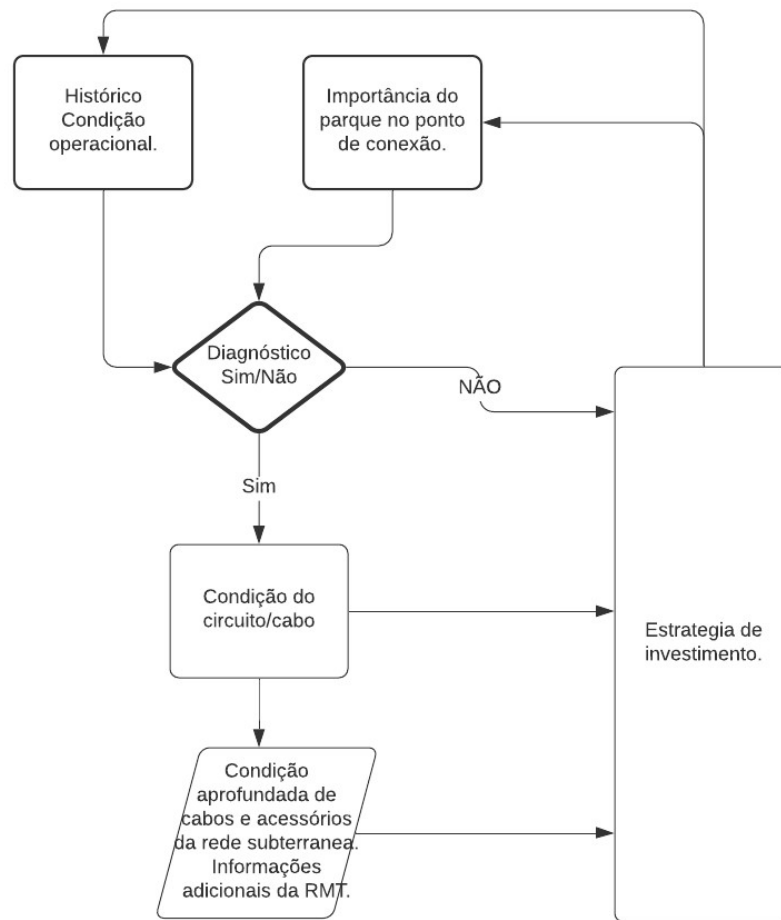 Histórico
Condição
operacional.
Importância do
parque no ponto
de conexão.
Diagnóstico
Sim/Não
NÃO
Sim
Condição do
circuito/cabo
Estrategia de
investimento.
Condição
aprofundada de
cabos e acessórios
da rede subterranea.
Informações
adicionais da RMT.